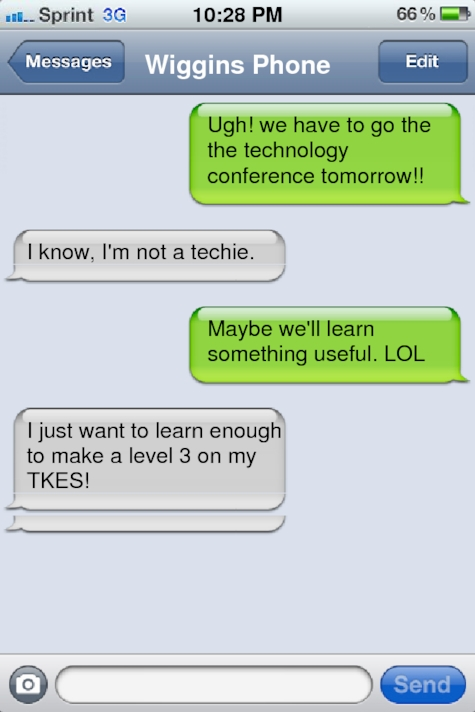 Sprint 3G 10:28 PM 66%
Messages Wiggins Phone Edit
Ugh! we have to go the
the technology
conference tomorrow!!
I know, I'm not a techie.
Maybe we'll learn
something useful. LOL
I just want to learn enough
to make a level 3 on my
TKES!
Send